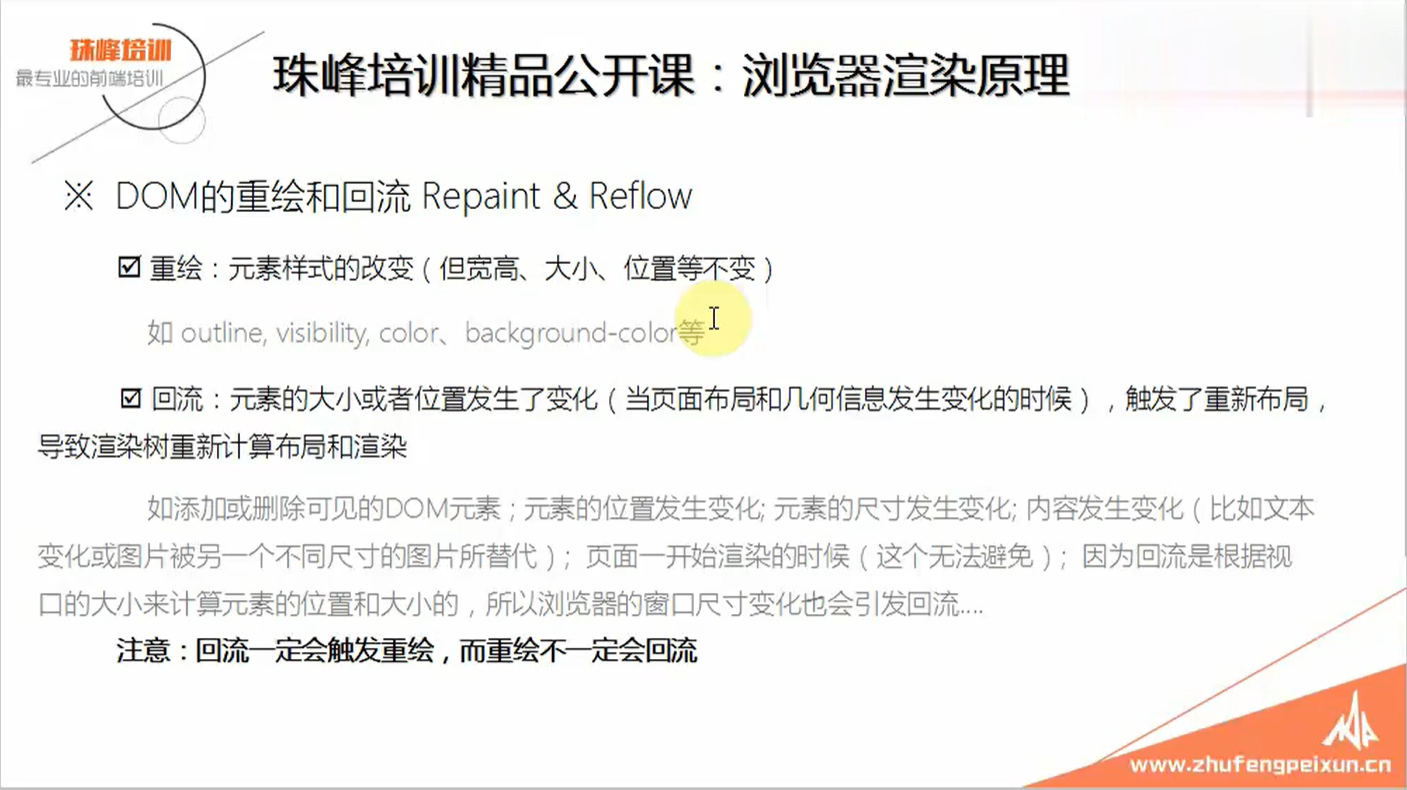 珠峰培训
最专业的前端培训
珠峰培训精品公开课：浏览器渲染原理
※ DOM的重绘和回流 Repaint & Reflow
☑ 重绘：元素样式的改变（但宽高、大小、位置等不变）
如 outline, visibility, color、background-color等
☑ 回流：元素的大小或者位置发生了变化（当页面布局和几何信息发生变化的时候），触发了重新布局，
导致渲染树重新计算布局和渲染
如添加或删除可见的DOM元素；元素的位置发生变化; 元素的尺寸发生变化; 内容发生变化（比如文本
变化或图片被另一个不同尺寸的图片所替代）；页面一开始渲染的时候（这个无法避免）；因为回流是根据视
口的大小来计算元素的位置和大小的，所以浏览器的窗口尺寸变化也会引发回流....
注意：回流一定会触发重绘，而重绘不一定会回流
www.zhufengpeixun.cn